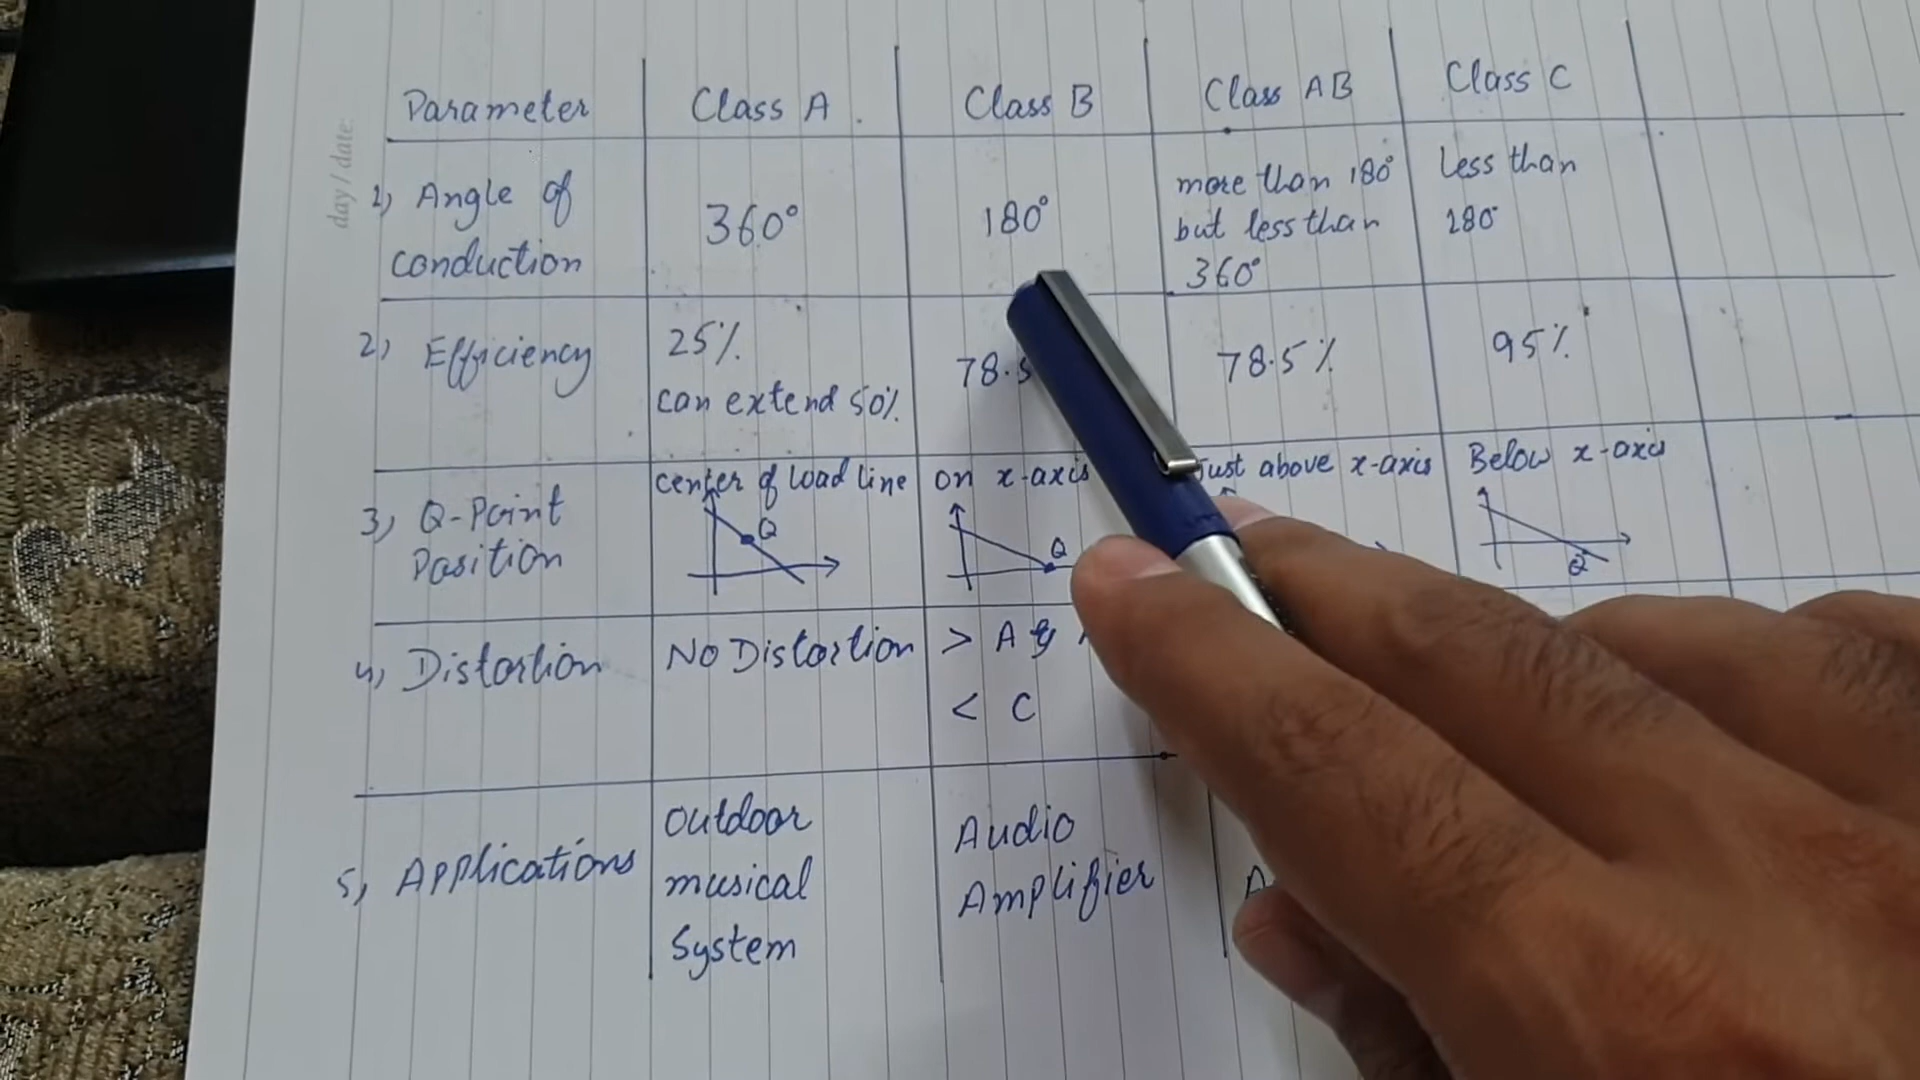 day/date:
Parameter Class A Class B Class AB Class C
1) Angle of conduction 360° 180° more than 180° but less than 360° Less than 180°
2) Efficiency 25% can extend 50% 78.5 78.5% 95%
3) Q-Point Position center of load line on x-axis Just above x-axis Below x-axis
Q Q Q
4) Distortion No Distortion > A &
< C
5) Applications Outdoor musical System Audio Amplifier A